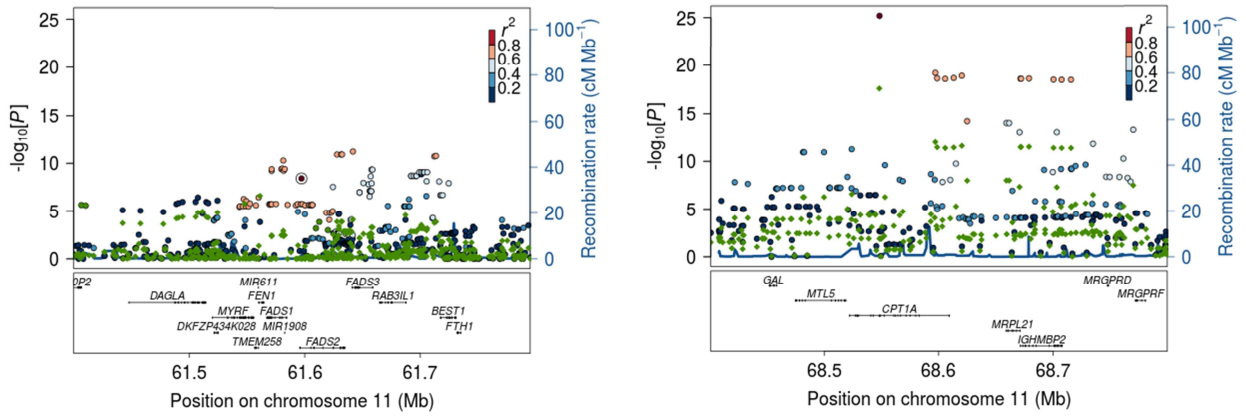 25
20
15
10
5
0
-log10[P]
r2
0.8
0.6
0.4
0.2
100
80
60
40
20
0
Recombination rate (cM Mb−1)
OP2
MIR611
FADS3
DAGLA
FEN1
RAB3IL1
MYRF
FADS1
BEST1
DKFZP434K028
MIR1908
FTH1
TMEM258
FADS2
61.5
61.6
61.7
Position on chromosome 11 (Mb)
25
20
15
10
5
0
-log10[P]
r2
0.8
0.6
0.4
0.2
100
80
60
40
20
0
Recombination rate (cM Mb−1)
GAL
MRGPRD
MTL5
MRGPRF
CPT1A
MRPL21
IGHMBP2
68.5
68.6
68.7
Position on chromosome 11 (Mb)